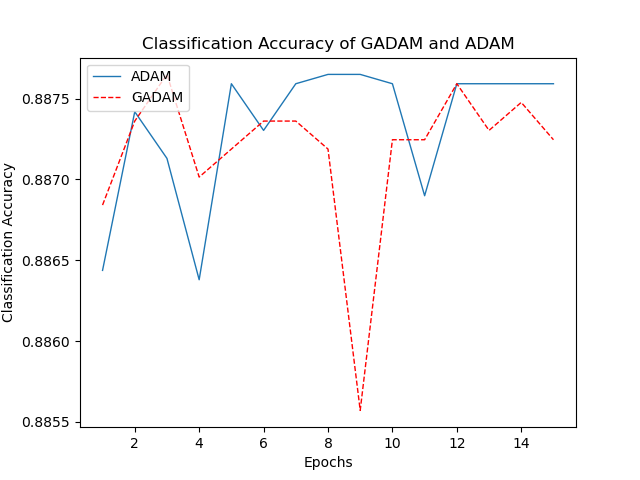 Classification Accuracy of GADAM and ADAM
ADAM
GADAM
0.8875
0.8870
0.8865
0.8860
0.8855
Classification Accuracy
2 4 6 8 10 12 14
Epochs